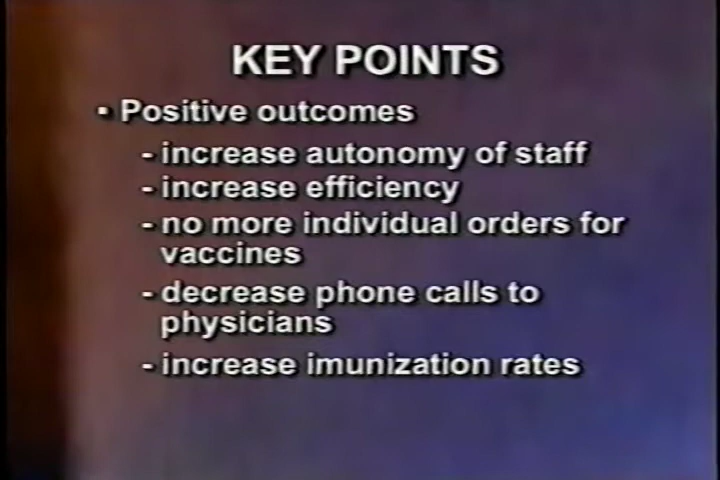 KEY POINTS
▪ Positive outcomes
- increase autonomy of staff
- increase efficiency
- no more individual orders for
vaccines
- decrease phone calls to
physicians
- increase imunization rates